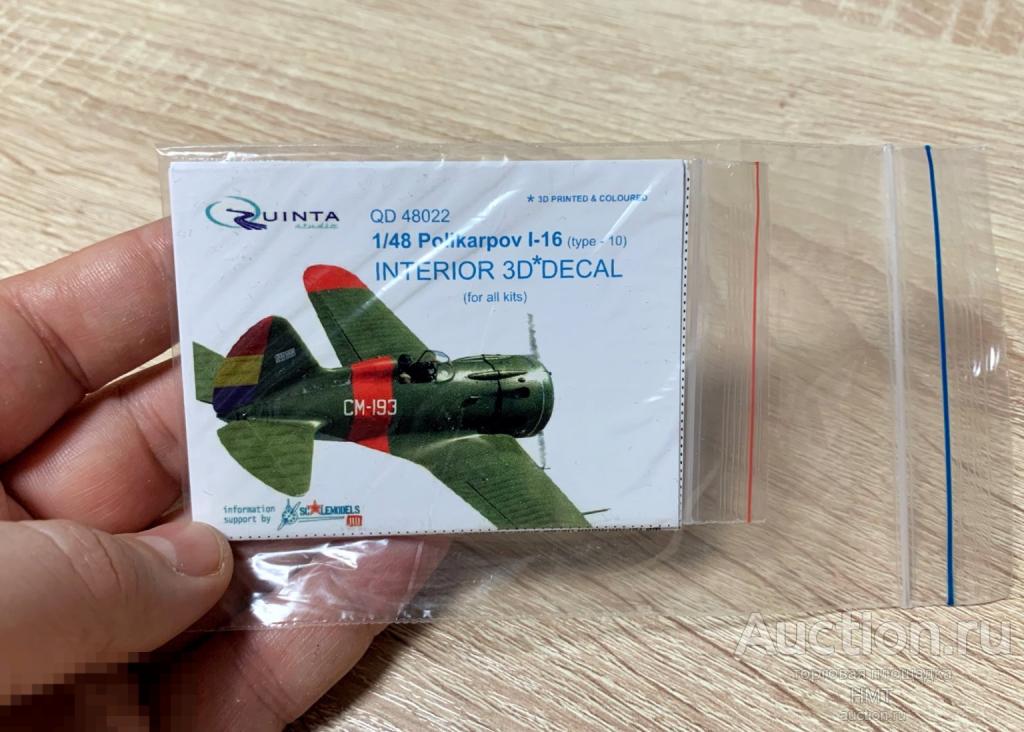 QUINTA
studio
* 3D PRINTED & COLOURED
QD 48022
1/48 Polikarpov I-16 (type - 10)
INTERIOR 3D*DECAL
(for all kits)
CM-193
information
support by
SCALEMODELS
Auction.ru
торговая площадка
НМТ
auction.ru